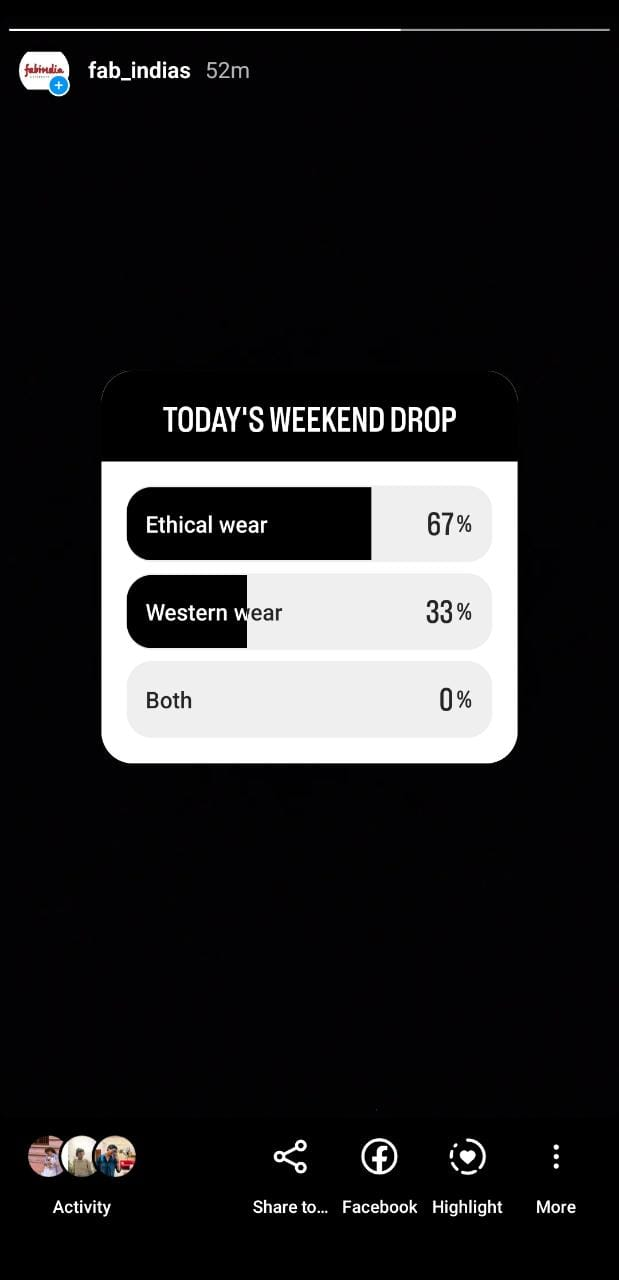 fabindia
fab_indias 52m
TODAY'S WEEKEND DROP
Ethical wear 67%
Western wear 33%
Both 0%
Activity
Share to...
Facebook
Highlight
More